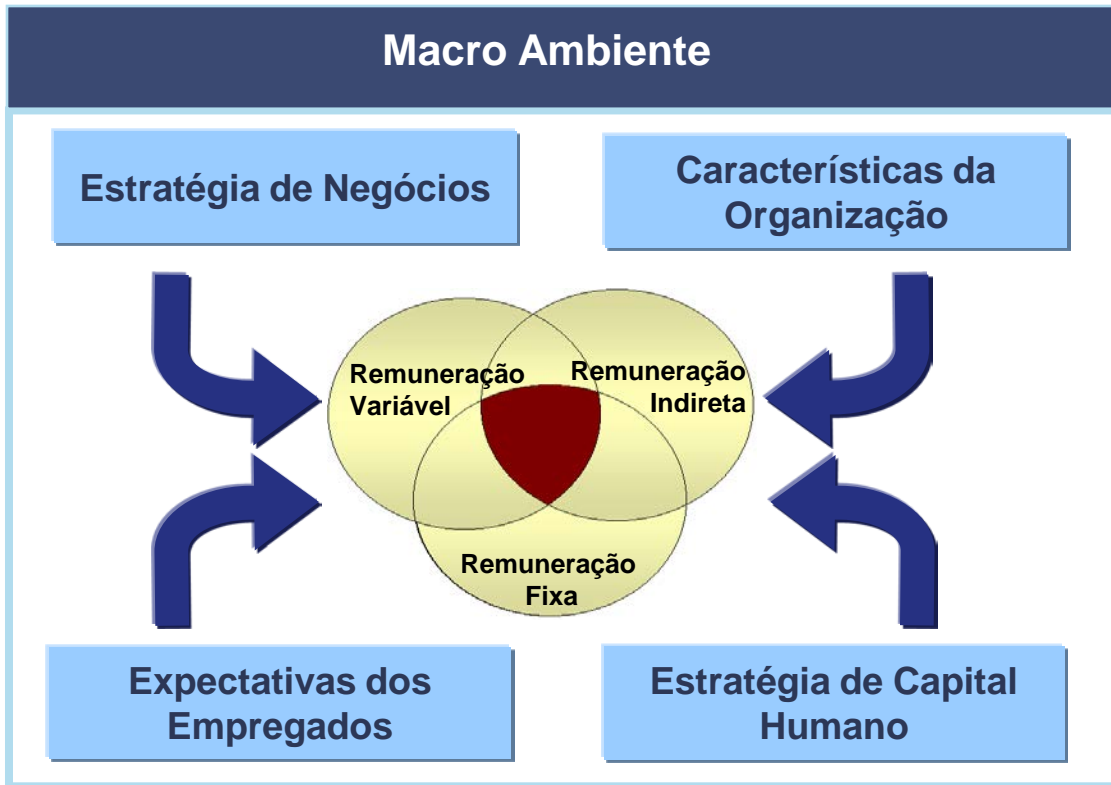 Macro Ambiente
Estratégia de Negócios
Características da
Organização
Remuneração
Variável
Remuneração
Indireta
Remuneração
Fixa
Expectativas dos
Empregados
Estratégia de Capital
Humano